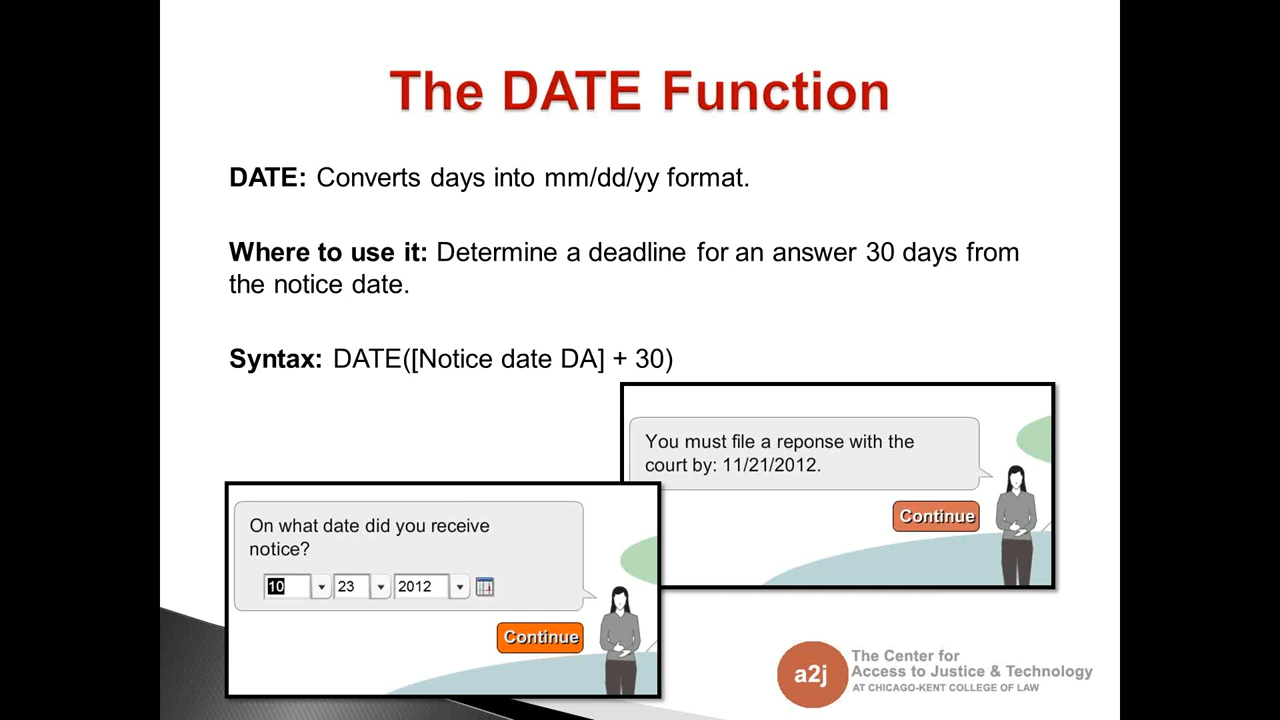 The DATE Function
DATE: Converts days into mm/dd/yy format.
Where to use it: Determine a deadline for an answer 30 days from
the notice date.
Syntax: DATE([Notice date DA] + 30)
You must file a reponse with the
court by: 11/21/2012.
Continue
On what date did you receive
notice?
10 23 2012
Continue
a2j
The Center for
Access to Justice & Technology
AT CHICAGO-KENT COLLEGE OF LAW